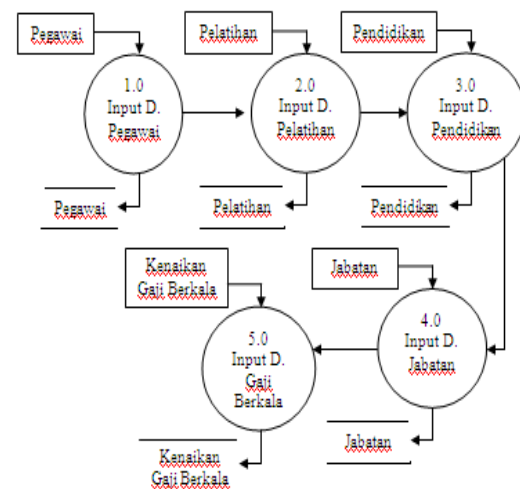 Pegawai
Pelatihan
Pendidikan
1.0
Input D.
Pegawai
2.0
Input D.
Pelatihan
3.0
Input D.
Pendidikan
Pegawai
Pelatihan
Pendidikan
Kenaikan
Gaji Berkala
Jabatan
5.0
Input D.
Gaji
Berkala
4.0
Input D.
Jabatan
Kenaikan
Gaji Berkala
Jabatan